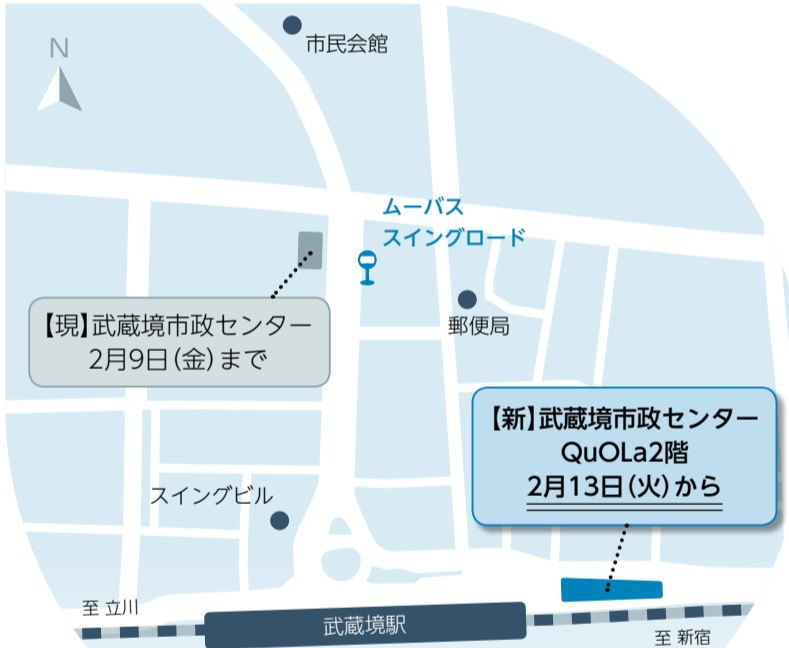 市民会館
N
ムーバス
スイングロード
【現】武蔵境市政センター
2月9日(金)まで
郵便局
【新】武蔵境市政センター
QuOLa2階
2月13日(火)から
スイングビル
至 立川
武蔵境駅
至 新宿